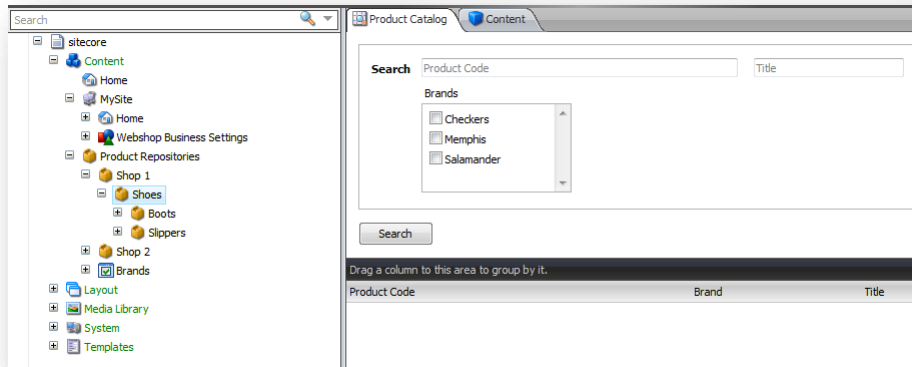 Search
sitecore
Content
Home
MySite
Home
Webshop Business Settings
Product Repositories
Shop 1
Shoes
Boots
Slippers
Shop 2
Brands
Layout
Media Library
System
Templates
Product Catalog Content
Search Product Code Title
Brands
Checkers
Memphis
Salamander
Search
Drag a column to this area to group by it.
Product Code Brand Title